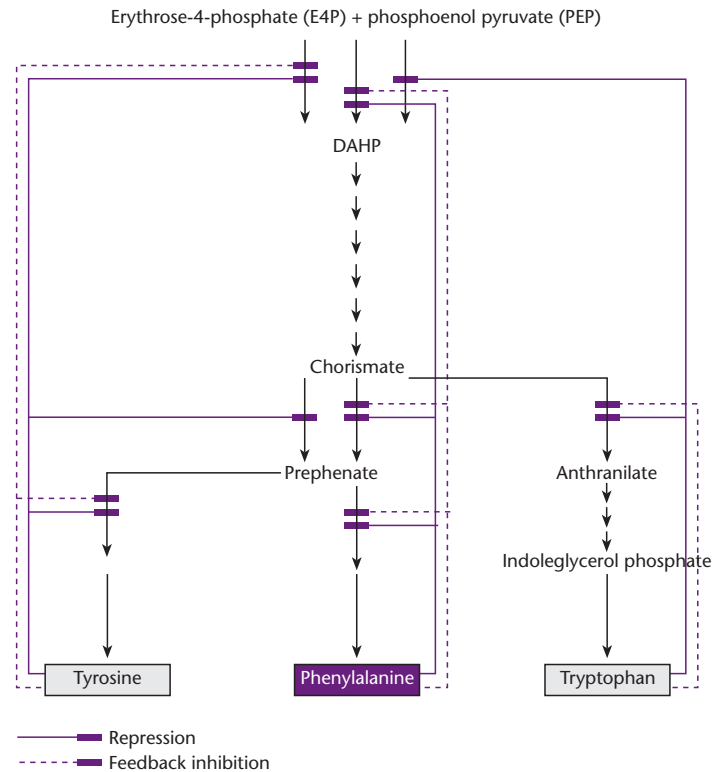 Erythrose-4-phosphate (E4P) + phosphoenol pyruvate (PEP)
DAHP
Chorismate
Prephenate
Anthranilate
Indoleglycerol phosphate
Tyrosine
Phenylalanine
Tryptophan
Repression
Feedback inhibition